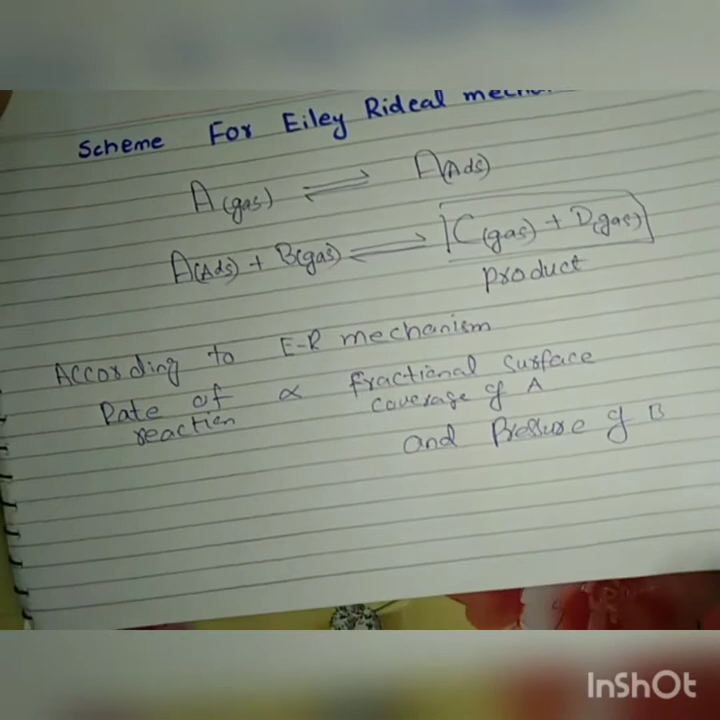 Scheme For Eiley Rideal
A(gas) ⇌ A(Ads)
A(Ads) + B(gas) ⇌ C(gas) + D(gas)
product
According to E-R mechanism
Rate of reaction ∝ fractional surface coverage of A
and Pressure of B
InShOt